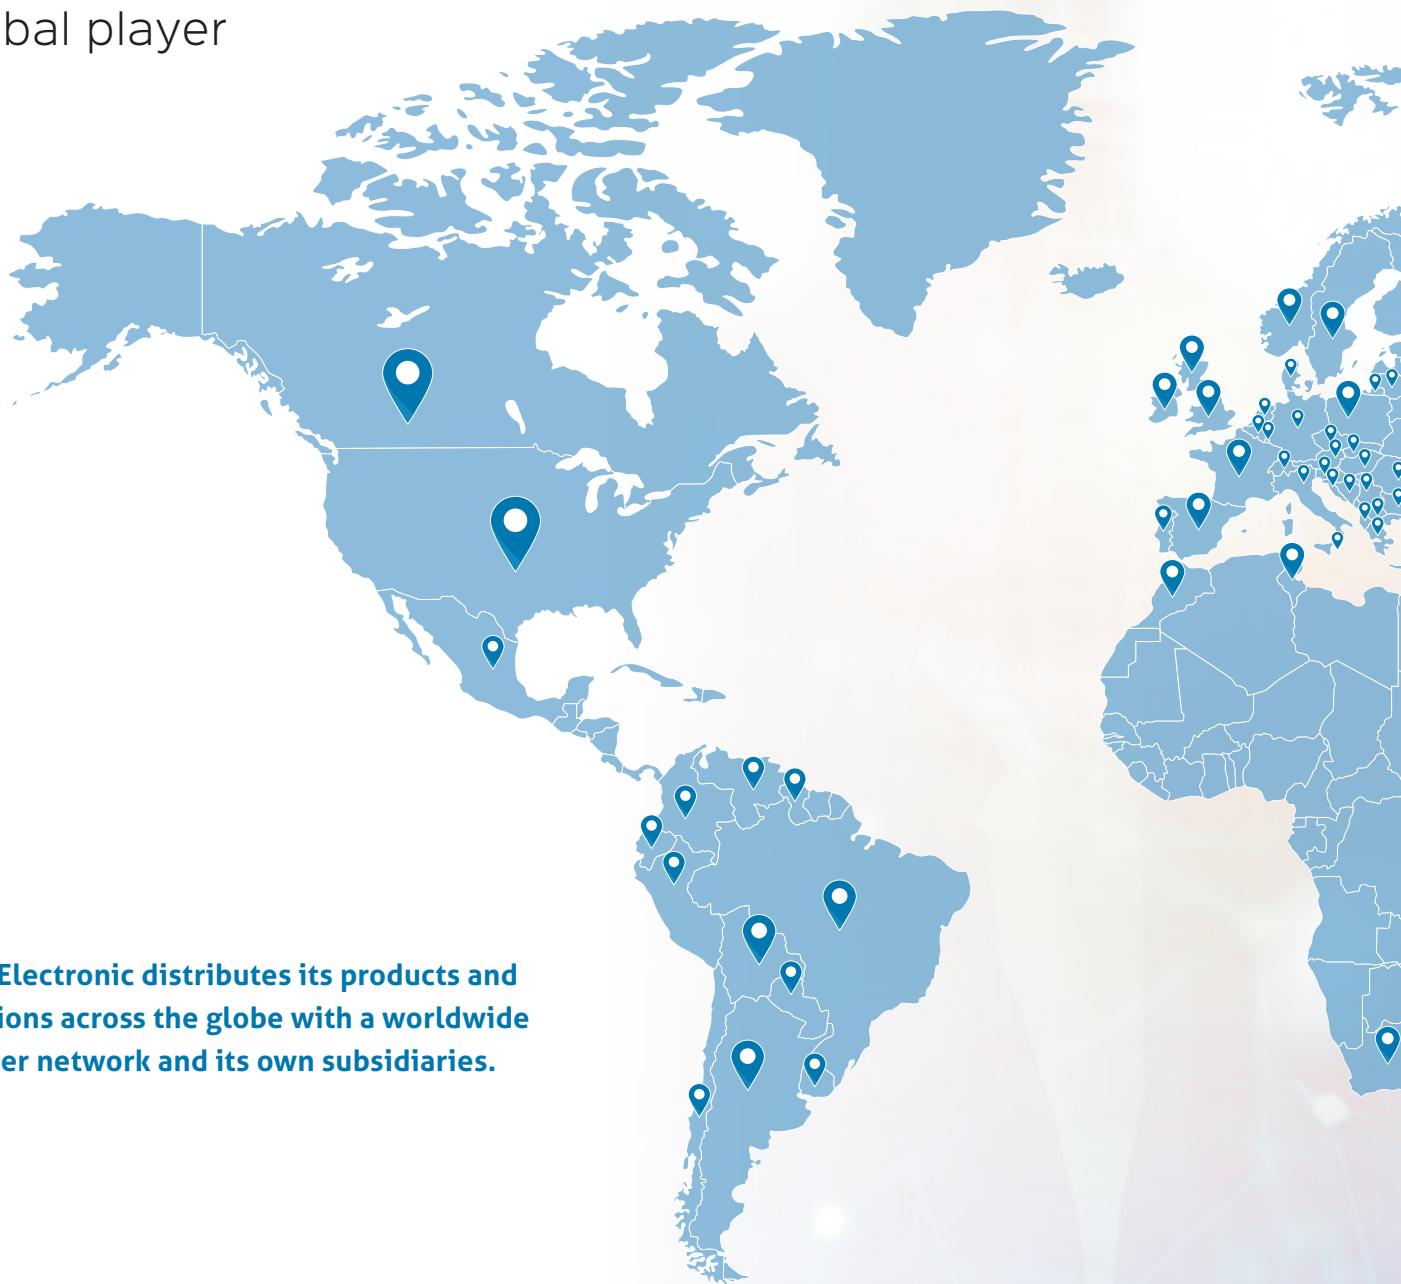 bal player
Electronic distributes its products and
ions across the globe with a worldwide
er network and its own subsidiaries.